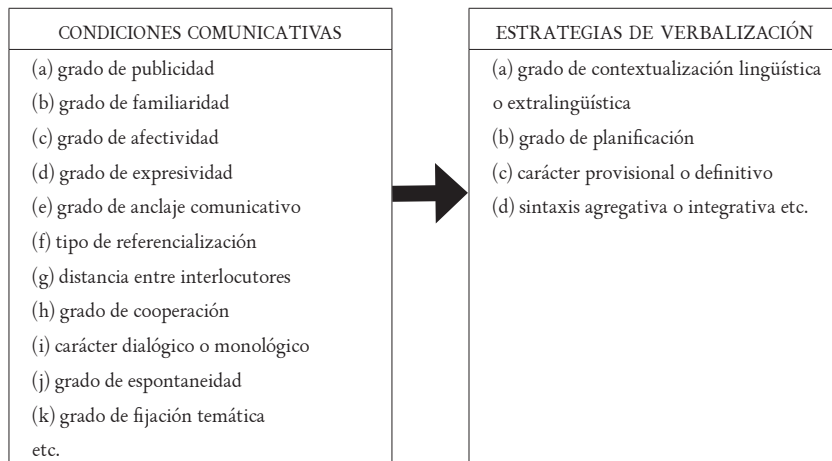 CONDICIONES COMUNICATIVAS
(a) grado de publicidad
(b) grado de familiaridad
(c) grado de afectividad
(d) grado de expresividad
(e) grado de anclaje comunicativo
(f) tipo de referencialización
(g) distancia entre interlocutores
(h) grado de cooperación
(i) carácter dialógico o monológico
(j) grado de espontaneidad
(k) grado de fijación temática
etc.
ESTRATEGIAS DE VERBALIZACIÓN
(a) grado de contextualización lingüística
o extralingüística
(b) grado de planificación
(c) carácter provisional o definitivo
(d) sintaxis agregativa o integrativa etc.